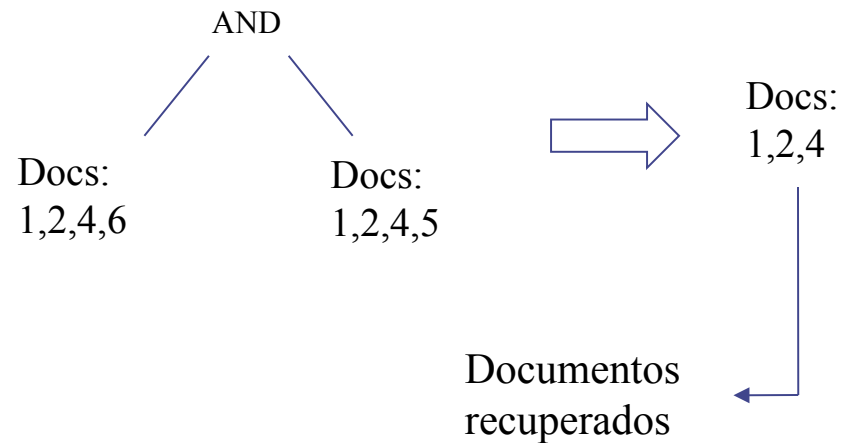 AND
Docs:
1,2,4,6
Docs:
1,2,4,5
Docs:
1,2,4
Documentos
recuperados